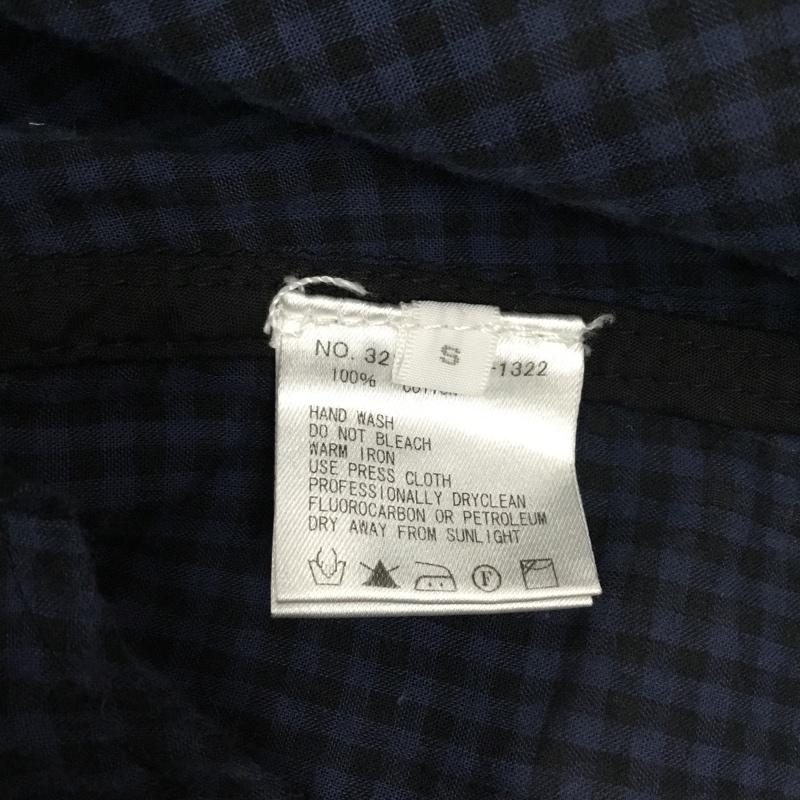 S
NO. 32 -1322
100% COTTON
HAND WASH
DO NOT BLEACH
WARM IRON
USE PRESS CLOTH
PROFESSIONALLY DRYCLEAN
FLUOROCARBON OR PETROLEUM
DRY AWAY FROM SUNLIGHT
F